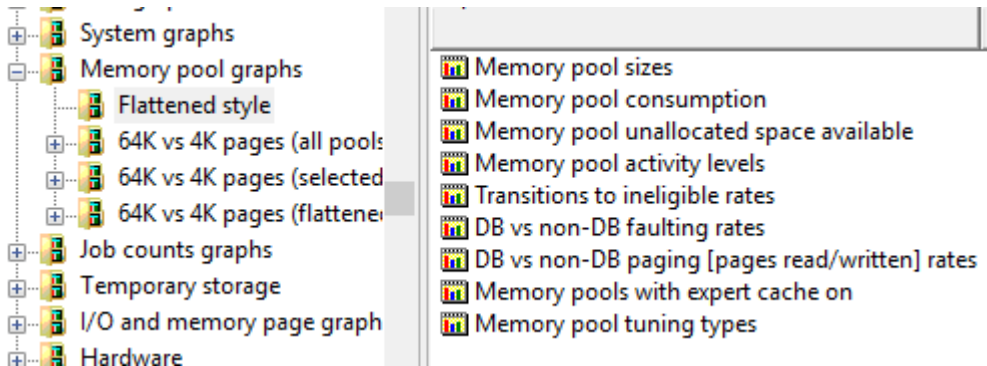 System graphs
Memory pool graphs
Flattened style
64K vs 4K pages (all pools
64K vs 4K pages (selected
64K vs 4K pages (flattene
Job counts graphs
Temporary storage
I/O and memory page graph
Hardware
Memory pool sizes
Memory pool consumption
Memory pool unallocated space available
Memory pool activity levels
Transitions to ineligible rates
DB vs non-DB faulting rates
DB vs non-DB paging [pages read/written] rates
Memory pools with expert cache on
Memory pool tuning types